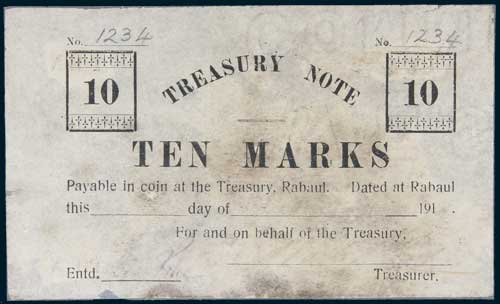 No. 1234
No. 1234
TREASURY NOTE
10
10
TEN MARKS
Payable in coin at the Treasury, Rabaul. Dated at Rabaul
this day of 191 .
For and on behalf of the Treasury.
Entd.
Treasurer.